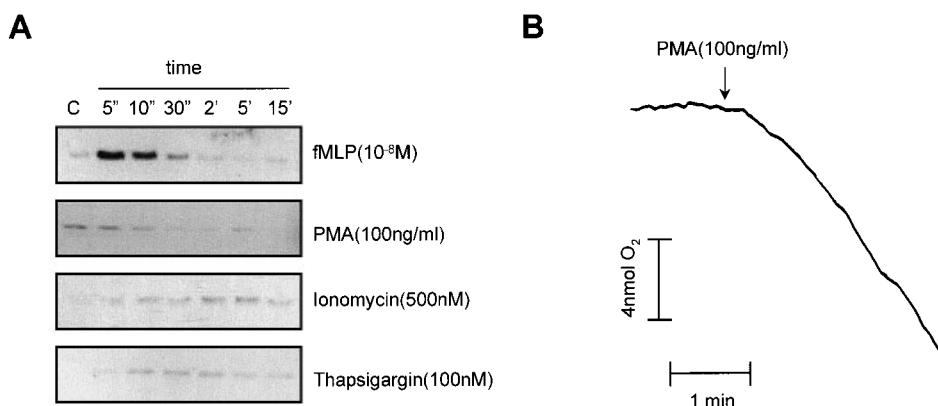 A
time
C 5" 10" 30" 2' 5' 15'
fMLP(10⁻⁸M)
PMA(100ng/ml)
Ionomycin(500nM)
Thapsigargin(100nM)
B
PMA(100ng/ml)
4nmol O₂
1 min